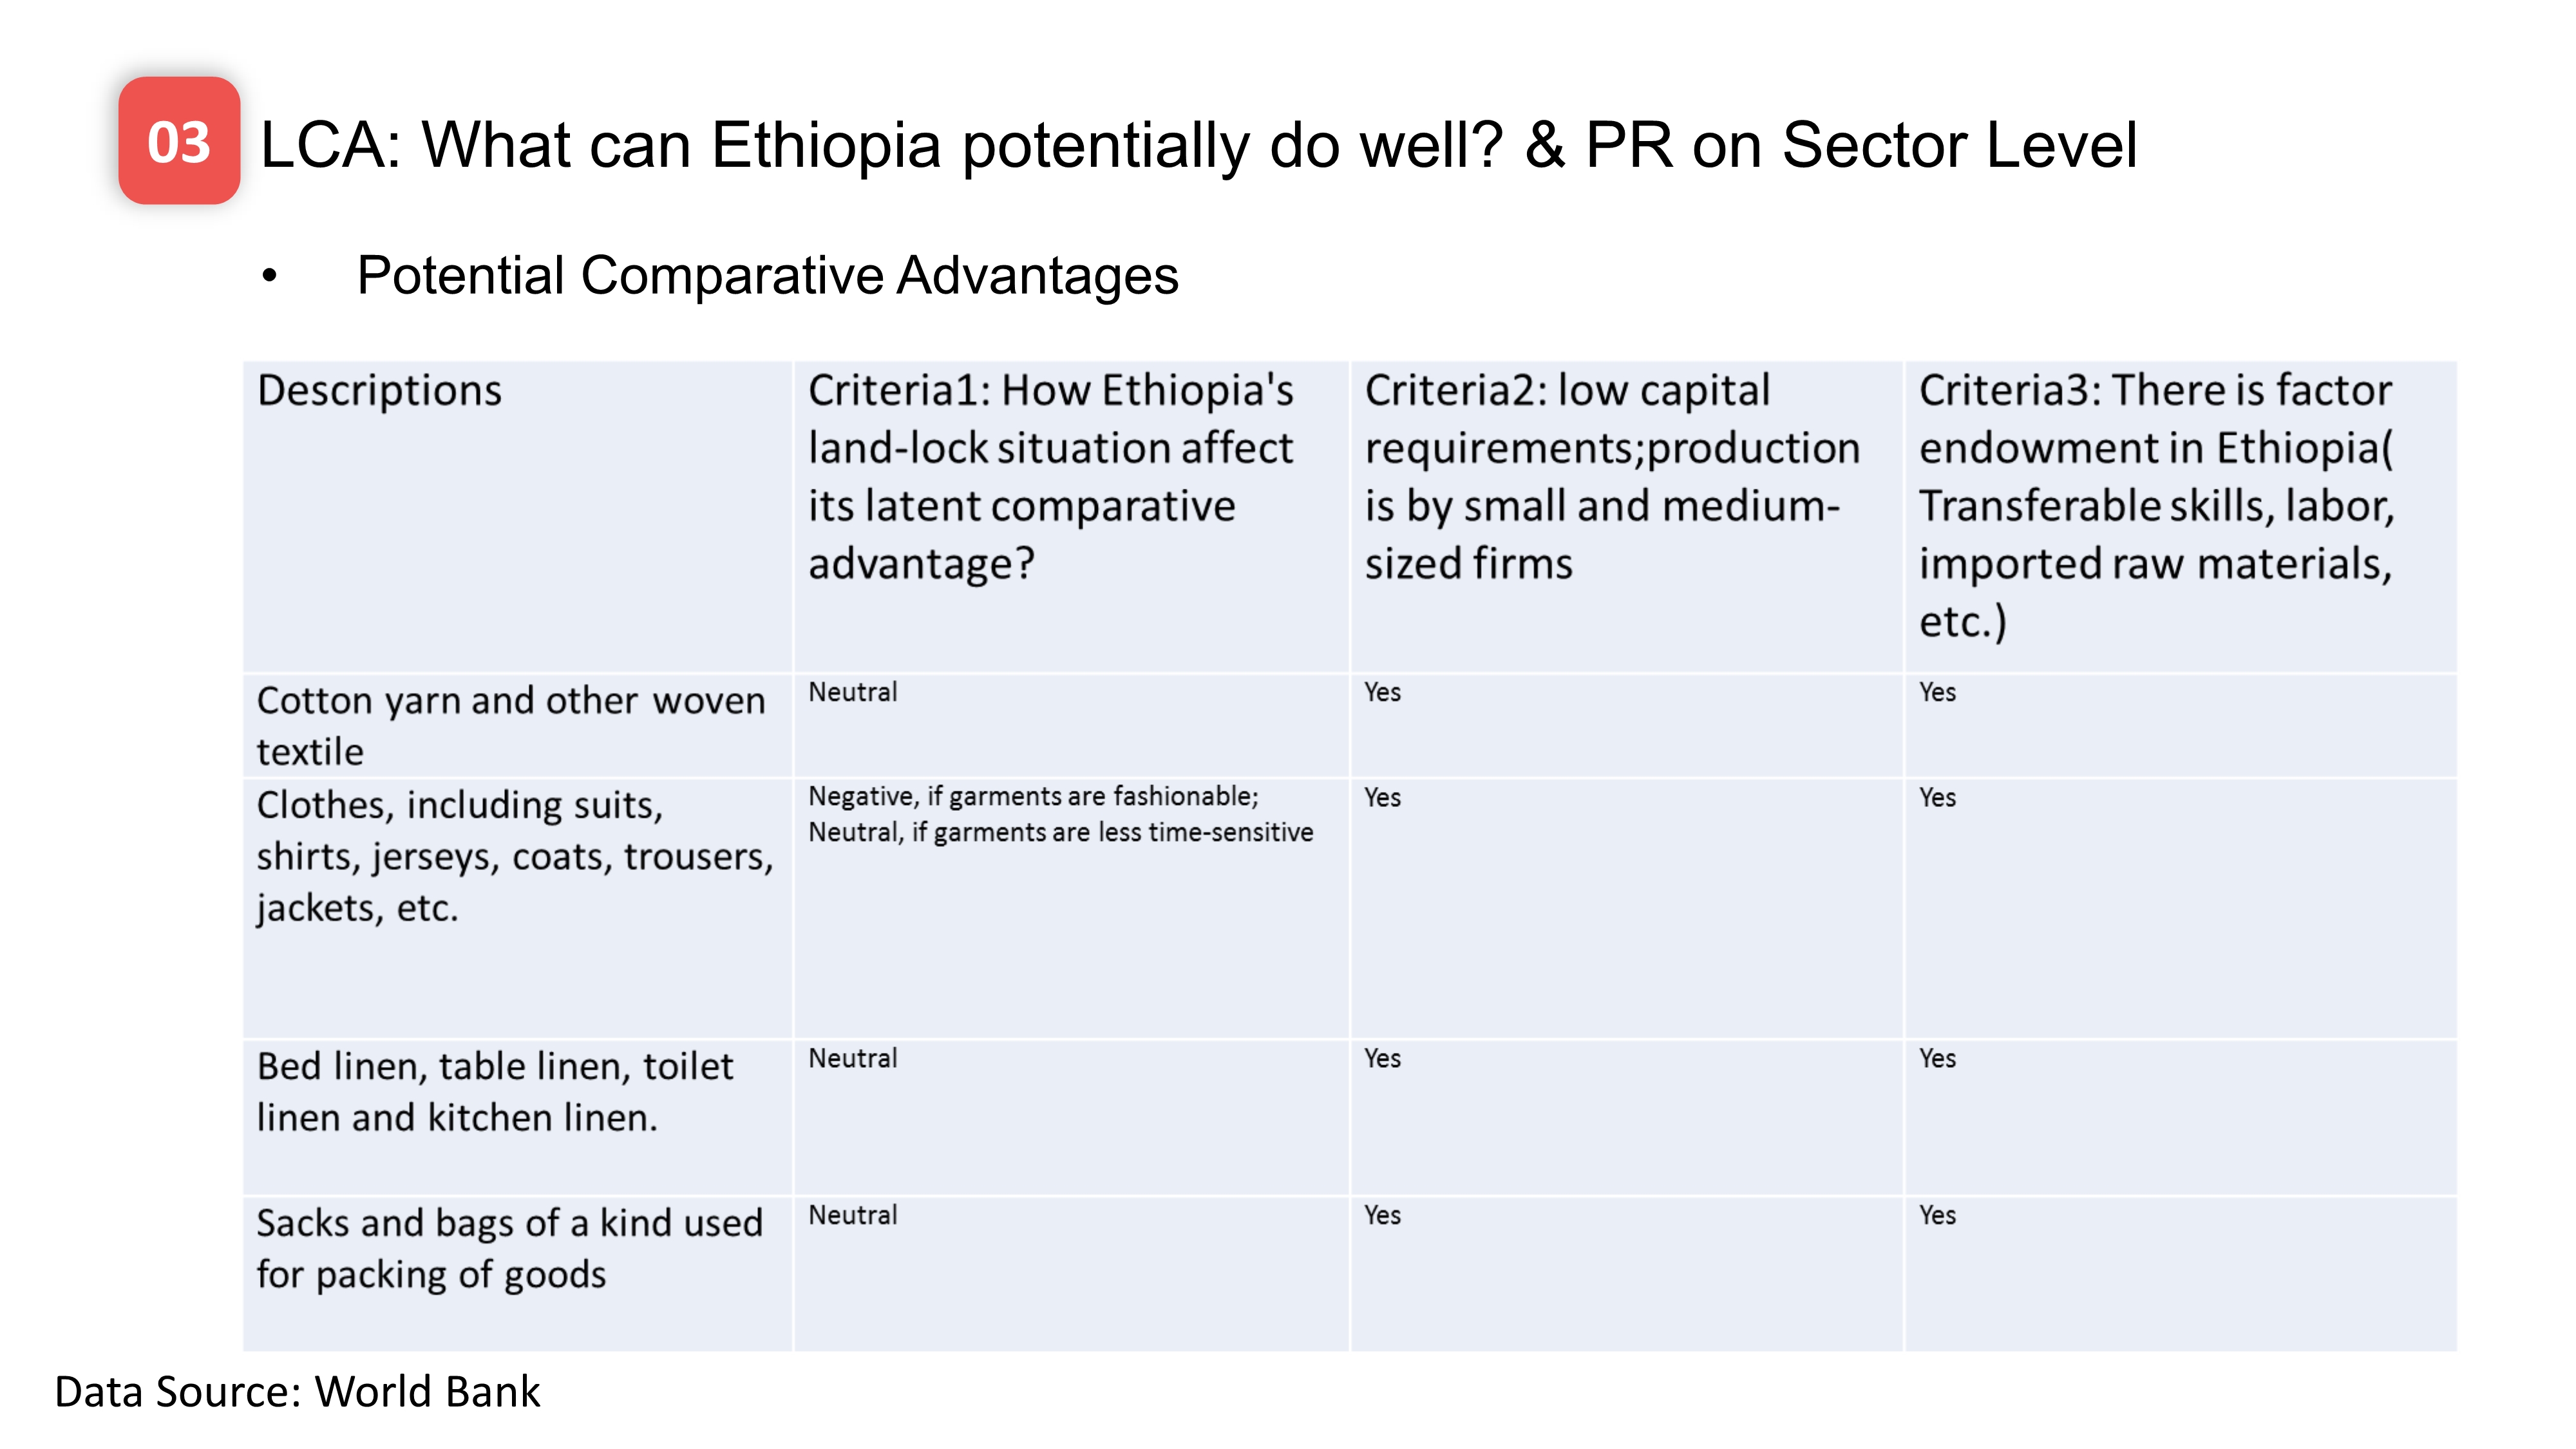 03
LCA: What can Ethiopia potentially do well? & PR on Sector Level
• Potential Comparative Advantages
Descriptions
Criteria1: How Ethiopia's
land-lock situation affect
its latent comparative
advantage?
Criteria2: low capital
requirements;production
is by small and medium-
sized firms
Criteria3: There is factor
endowment in Ethiopia(
Transferable skills, labor,
imported raw materials,
etc.)
Cotton yarn and other woven
textile
Neutral
Yes
Yes
Clothes, including suits,
shirts, jerseys, coats, trousers,
jackets, etc.
Negative, if garments are fashionable;
Neutral, if garments are less time-sensitive
Yes
Yes
Bed linen, table linen, toilet
linen and kitchen linen.
Neutral
Yes
Yes
Sacks and bags of a kind used
for packing of goods
Neutral
Yes
Yes
Data Source: World Bank